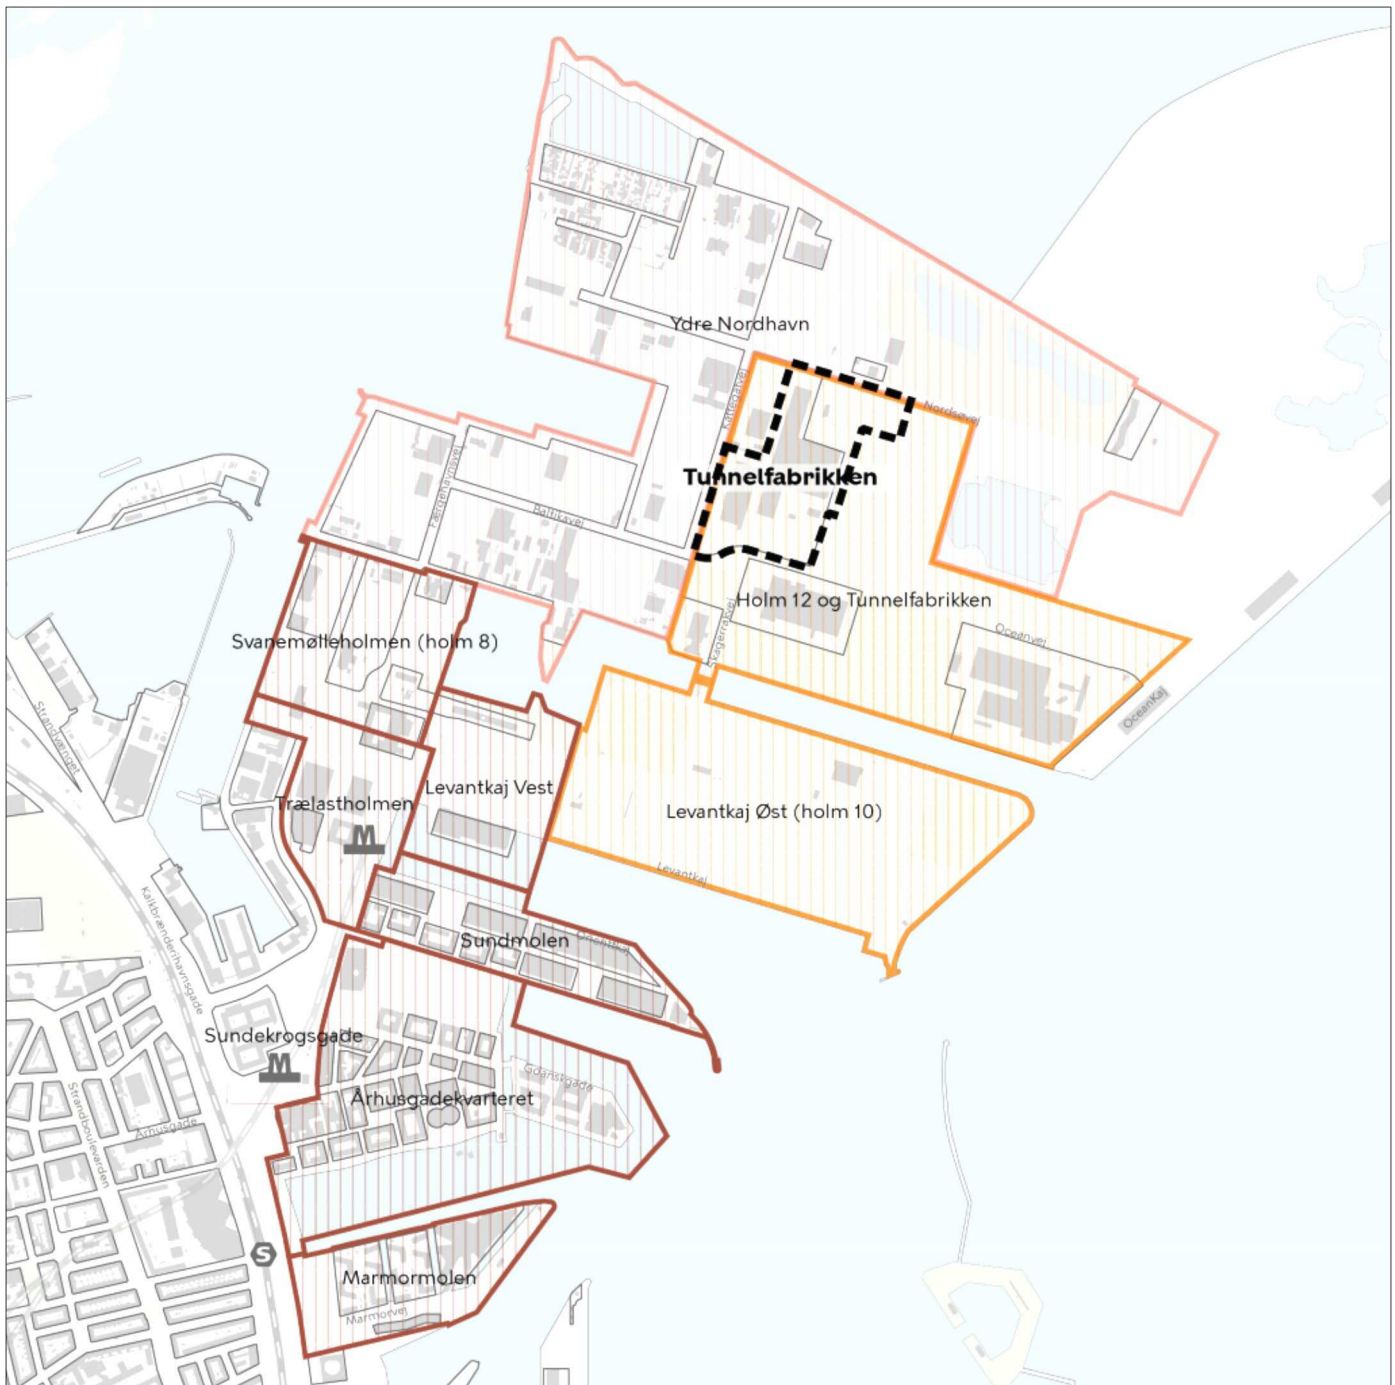 Ydre Nordhavn
Kattegatvej
Nordsøvej
Tunnelfabrikken
Færgehavnsvej
Baltikavej
Holm 12 og Tunnelfabrikken
Skagerrakvej
Oceanvej
Svanemølleholmen (holm 8)
Oceankaj
Strandvænget
Levantkaj Vest
Trælastholmen
Levantkaj Øst (holm 10)
M
Levantkaj
Kalkbrænderihavnsgade
Sundmolen
Orientkaj
Sundekrogsgade
M
Gdanskgade
Århusgadekvarteret
Strandboulevarden
Århusgade
S
Marmormolen
Marmorvej